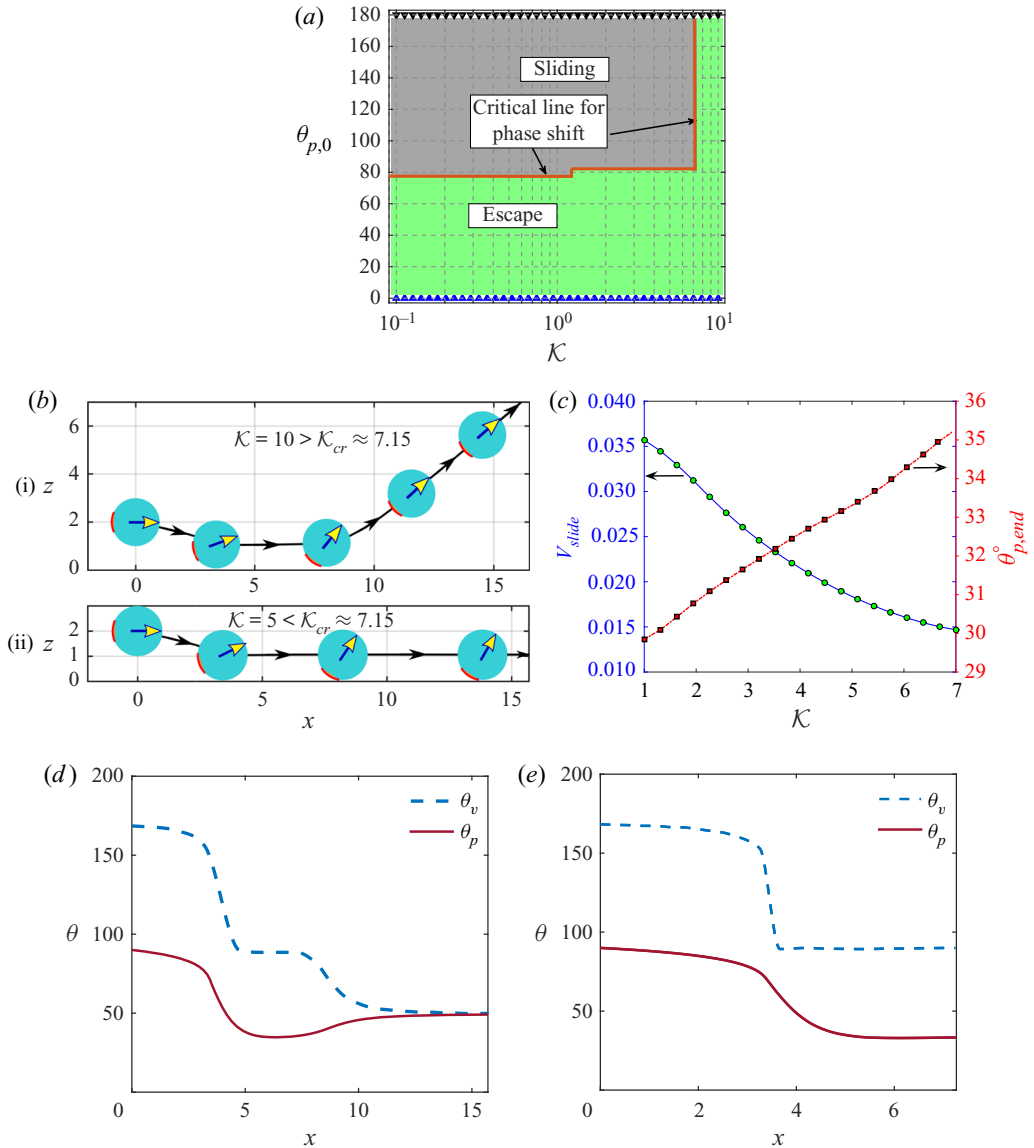 (a)
180
160
140
120
100
80
60
40
20
0
θp,0
Sliding
Critical line for
phase shift
Escape
10–1 100 101
𝒦
(b)
0 5 10 15
6
4
2
0
(i) z
𝒦 = 10 > 𝒦cr ≈ 7.15
(ii) z
2
1
0
𝒦 = 5 < 𝒦cr ≈ 7.15
0 5 10 15
x
(c)
0.040
0.035
0.030
0.025
0.020
0.015
0.010
Vslide
36
35
34
33
32
31
30
29
θ°p,end
1 2 3 4 5 6 7
𝒦
(d)
200
150
100
50
0
θ
θv
θp
5 10 15
x
(e)
200
150
100
50
0
θ
θv
θp
2 4 6
x